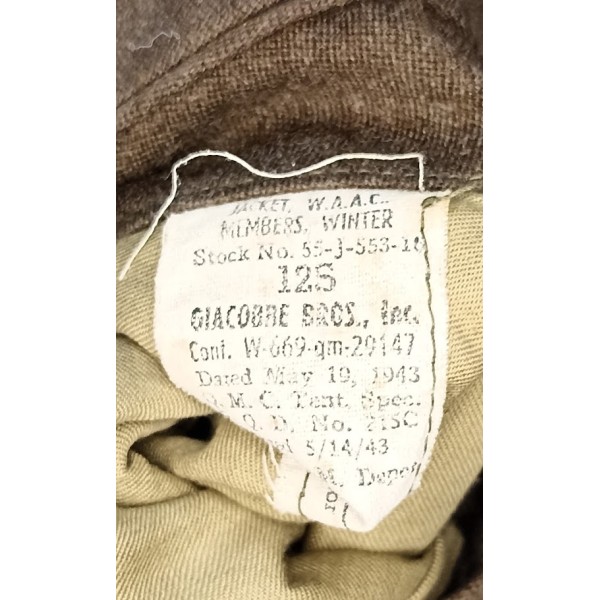 JACKET, W.A.A.C.
MEMBERS, WINTER
Stock No. 55-J-553-18
12S
GIACOBBE BROS., Inc.
Cont. W-669-qm-29147
Dated May 19, 1943
Q. M. C. Tent. Spec.
Q. D. No. 215C
5/14/43
M. Depot